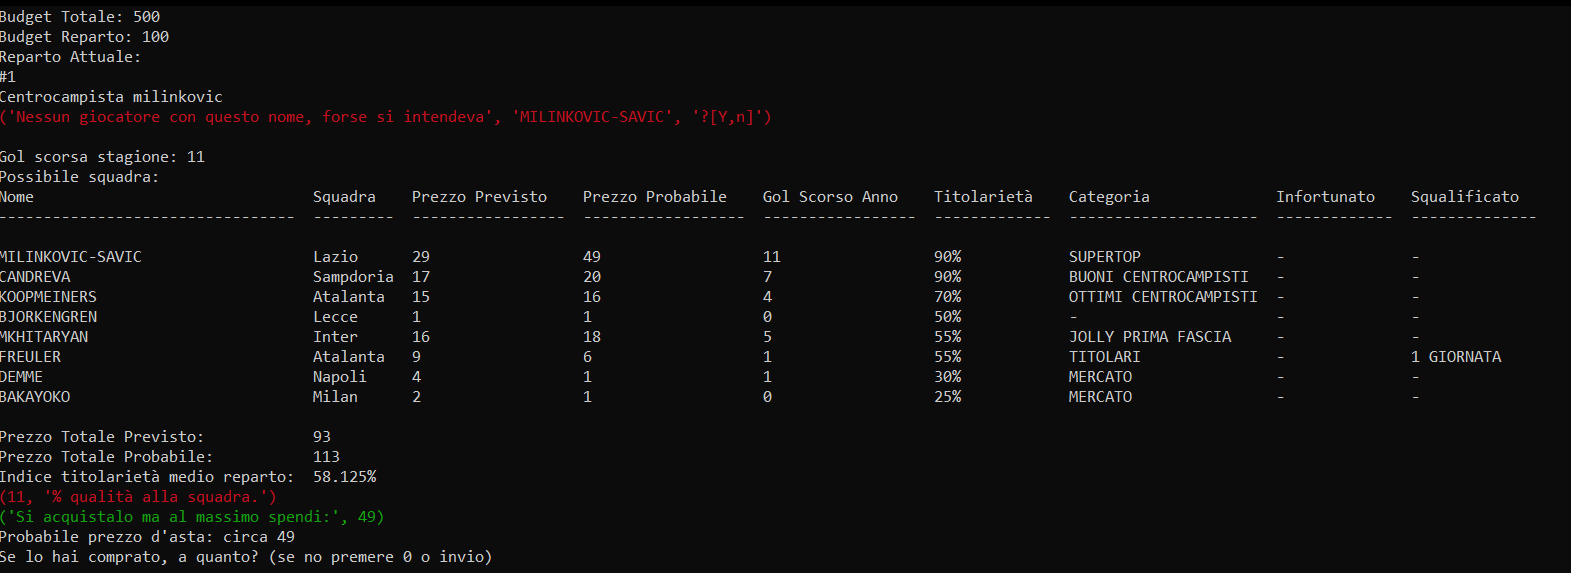 Budget Totale: 500
Budget Reparto: 100
Reparto Attuale:
#1
Centrocampista milinkovic
('Nessun giocatore con questo nome, forse si intendeva', 'MILINKOVIC-SAVIC', '?[Y,n]')
Gol scorsa stagione: 11
Possibile squadra:
Nome Squadra Prezzo Previsto Prezzo Probabile Gol Scorso Anno Titolarietà Categoria Infortunato Squalificato
-------------------------------- --------- ----------------- ------------------ ----------------- ------------- --------------------- ------------- --------------
MILINKOVIC-SAVIC Lazio 29 49 11 90% SUPERTOP - -
CANDREVA Sampdoria 17 20 7 90% BUONI CENTROCAMPISTI - -
KOOPMEINERS Atalanta 15 16 4 70% OTTIMI CENTROCAMPISTI - -
BJORKENGREN Lecce 1 1 0 50% - - -
MKHITARYAN Inter 16 18 5 55% JOLLY PRIMA FASCIA - -
FREULER Atalanta 9 6 1 55% TITOLARI - 1 GIORNATA
DEMME Napoli 4 1 1 30% MERCATO - -
BAKAYOKO Milan 2 1 0 25% MERCATO - -
Prezzo Totale Previsto: 93
Prezzo Totale Probabile: 113
Indice titolarietà medio reparto: 58.125%
(11, '% qualità alla squadra.')
('Si acquistalo ma al massimo spendi:', 49)
Probabile prezzo d'asta: circa 49
Se lo hai comprato, a quanto? (se no premere 0 o invio)